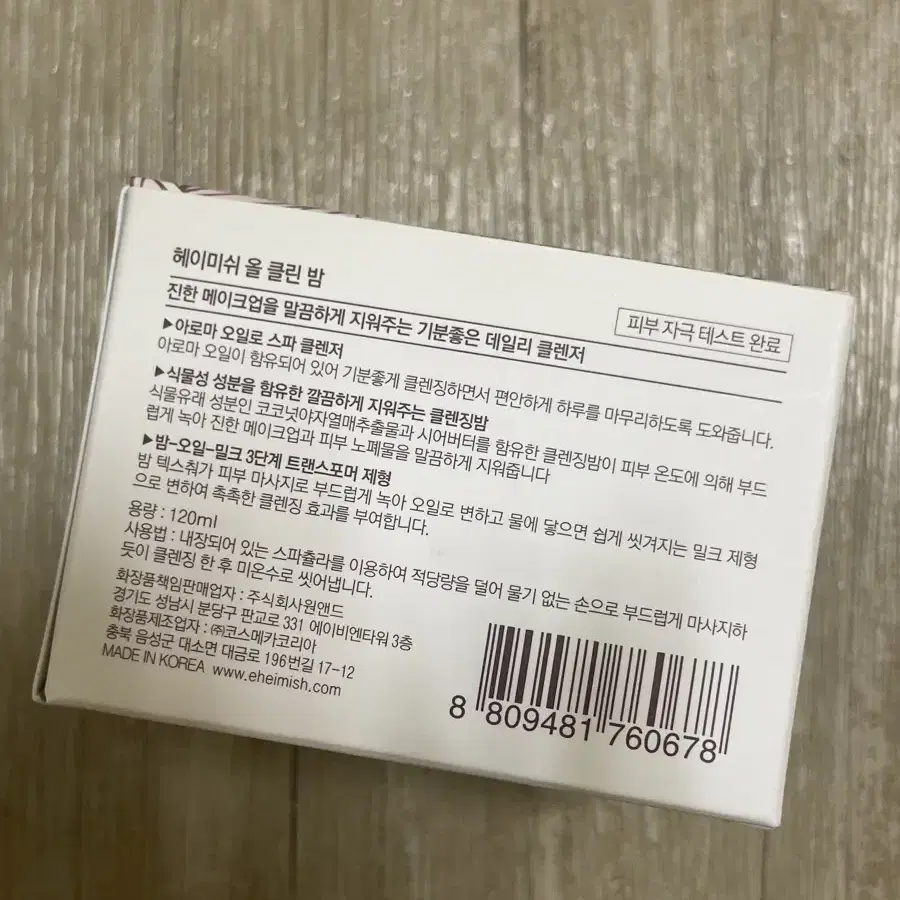 헤이미쉬 올 클린 밤
진한 메이크업을 말끔하게 지워주는 기분좋은 데일리 클렌저
피부 자극 테스트 완료
▶아로마 오일로 스파 클렌저
아로마 오일이 함유되어 있어 기분좋게 클렌징하면서 편안하게 하루를 마무리하도록 도와줍니다.
▶식물성 성분을 함유한 깔끔하게 지워주는 클렌징밤
식물유래 성분인 코코넛야자열매추출물과 시어버터를 함유한 클렌징밤이 피부 온도에 의해 부드
럽게 녹아 진한 메이크업과 피부 노폐물을 말끔하게 지워줍니다
▶밤-오일-밀크 3단계 트랜스포머 제형
밤 텍스춰가 피부 마사지로 부드럽게 녹아 오일로 변하고 물에 닿으면 쉽게 씻겨지는 밀크 제형
으로 변하여 촉촉한 클렌징 효과를 부여합니다.
용량 : 120ml
사용법 : 내장되어 있는 스파츌라를 이용하여 적당량을 덜어 물기 없는 손으로 부드럽게 마사지하
듯이 클렌징 한 후 미온수로 씻어냅니다.
화장품책임판매업자 : 주식회사원앤드
경기도 성남시 분당구 판교로 331 에이비엔타워 3층
화장품제조업자 : ㈜코스메카코리아
충북 음성군 대소면 대금로 196번길 17-12
MADE IN KOREA www.eheimish.com
8 809481 760678